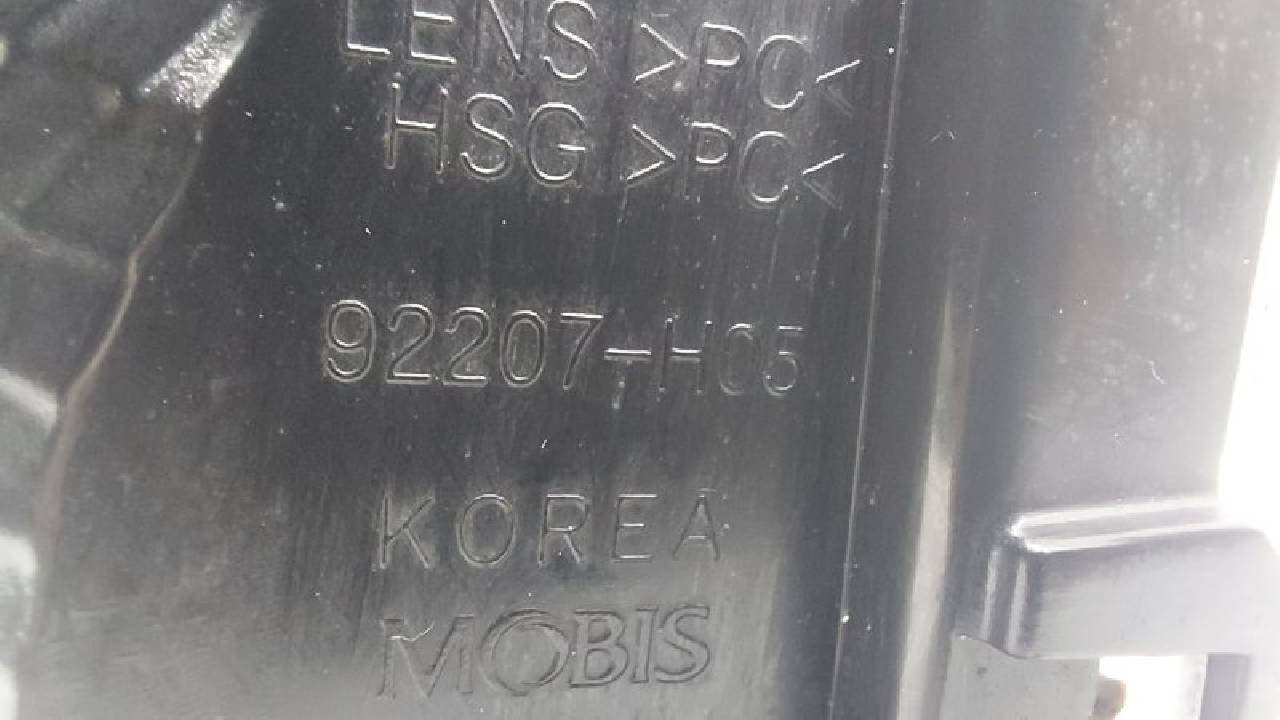 LENS >PC<
HSG >PC<
92207-H05
KOREA
MOBIS